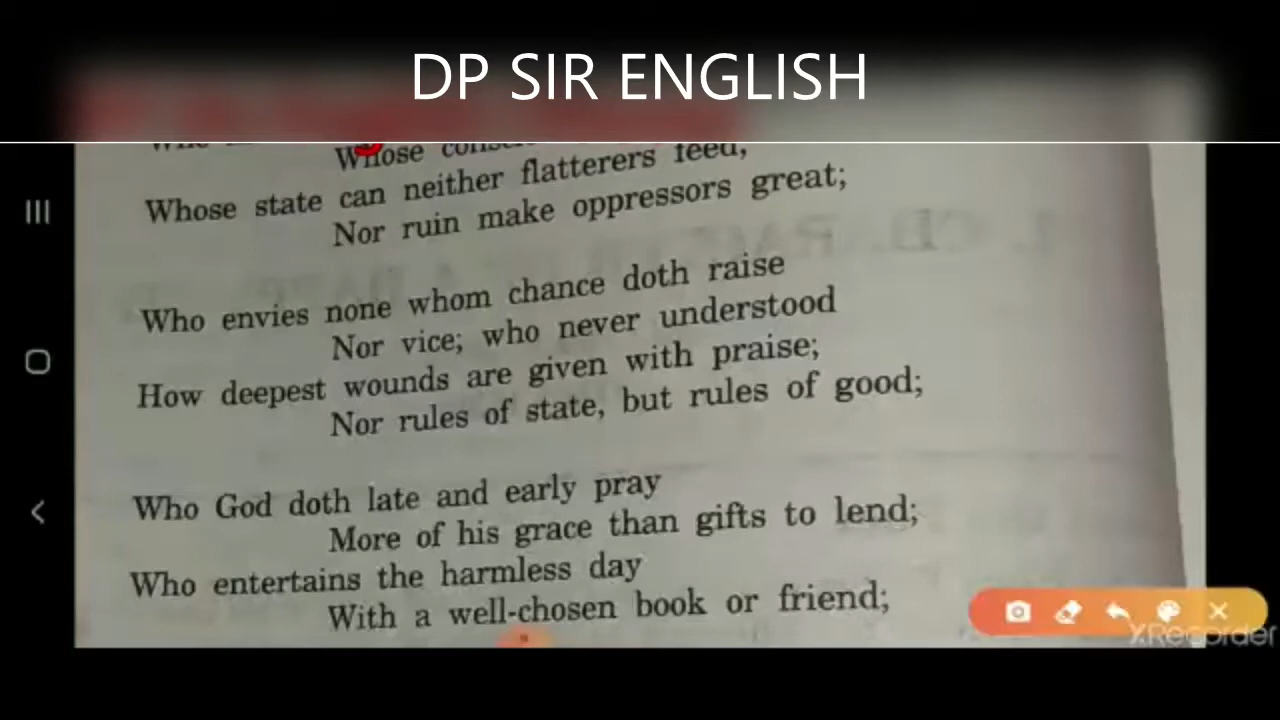 DP SIR ENGLISH
Whose
Whose state can neither flatterers feed,
Nor ruin make oppressors great;
Who envies none whom chance doth raise
Nor vice; who never understood
How deepest wounds are given with praise;
Nor rules of state, but rules of good;
Who God doth late and early pray
More of his grace than gifts to lend;
Who entertains the harmless day
With a well-chosen book or friend;
XRecorder